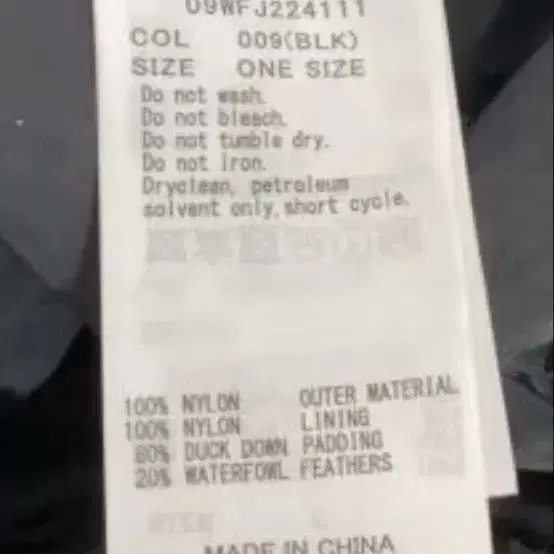 09WFJ224111
COL 009(BLK)
SIZE ONE SIZE
Do not wash.
Do not bleach.
Do not tumble dry.
Do not iron.
Dryclean, petroleum
solvent only, short cycle.
100% NYLON OUTER MATERIAL
100% NYLON LINING
80% DUCK DOWN PADDING
20% WATERFOWL FEATHERS
MADE IN CHINA